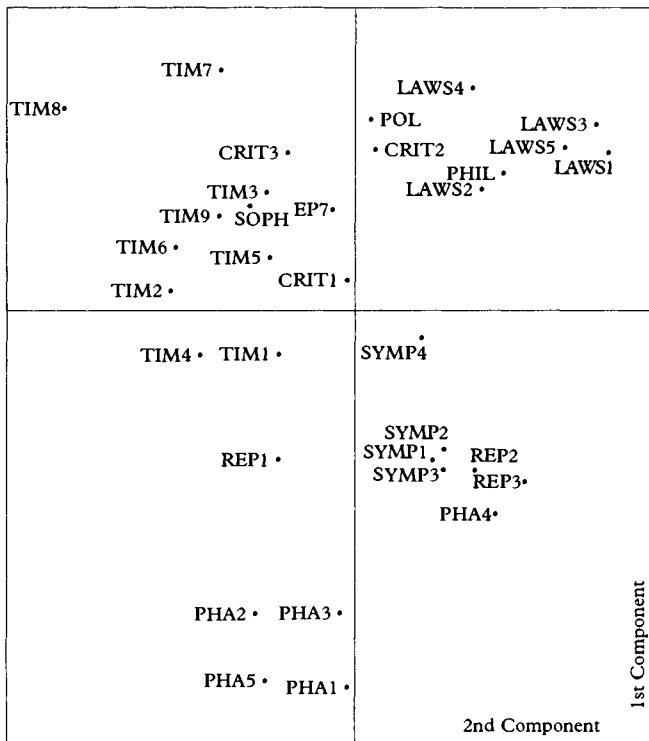 TIM7
LAWS4
TIM8
POL
LAWS3
CRIT3
CRIT2
LAWS5
LAWS1
PHIL
TIM3
LAWS2
TIM9
SOPH
EP7
TIM6
TIM5
CRIT1
TIM2
TIM4
TIM1
SYMP4
SYMP2
REP1
SYMP1
REP2
SYMP3
REP3
PHA4
PHA2
PHA3
PHA5
PHA1
1st Component
2nd Component